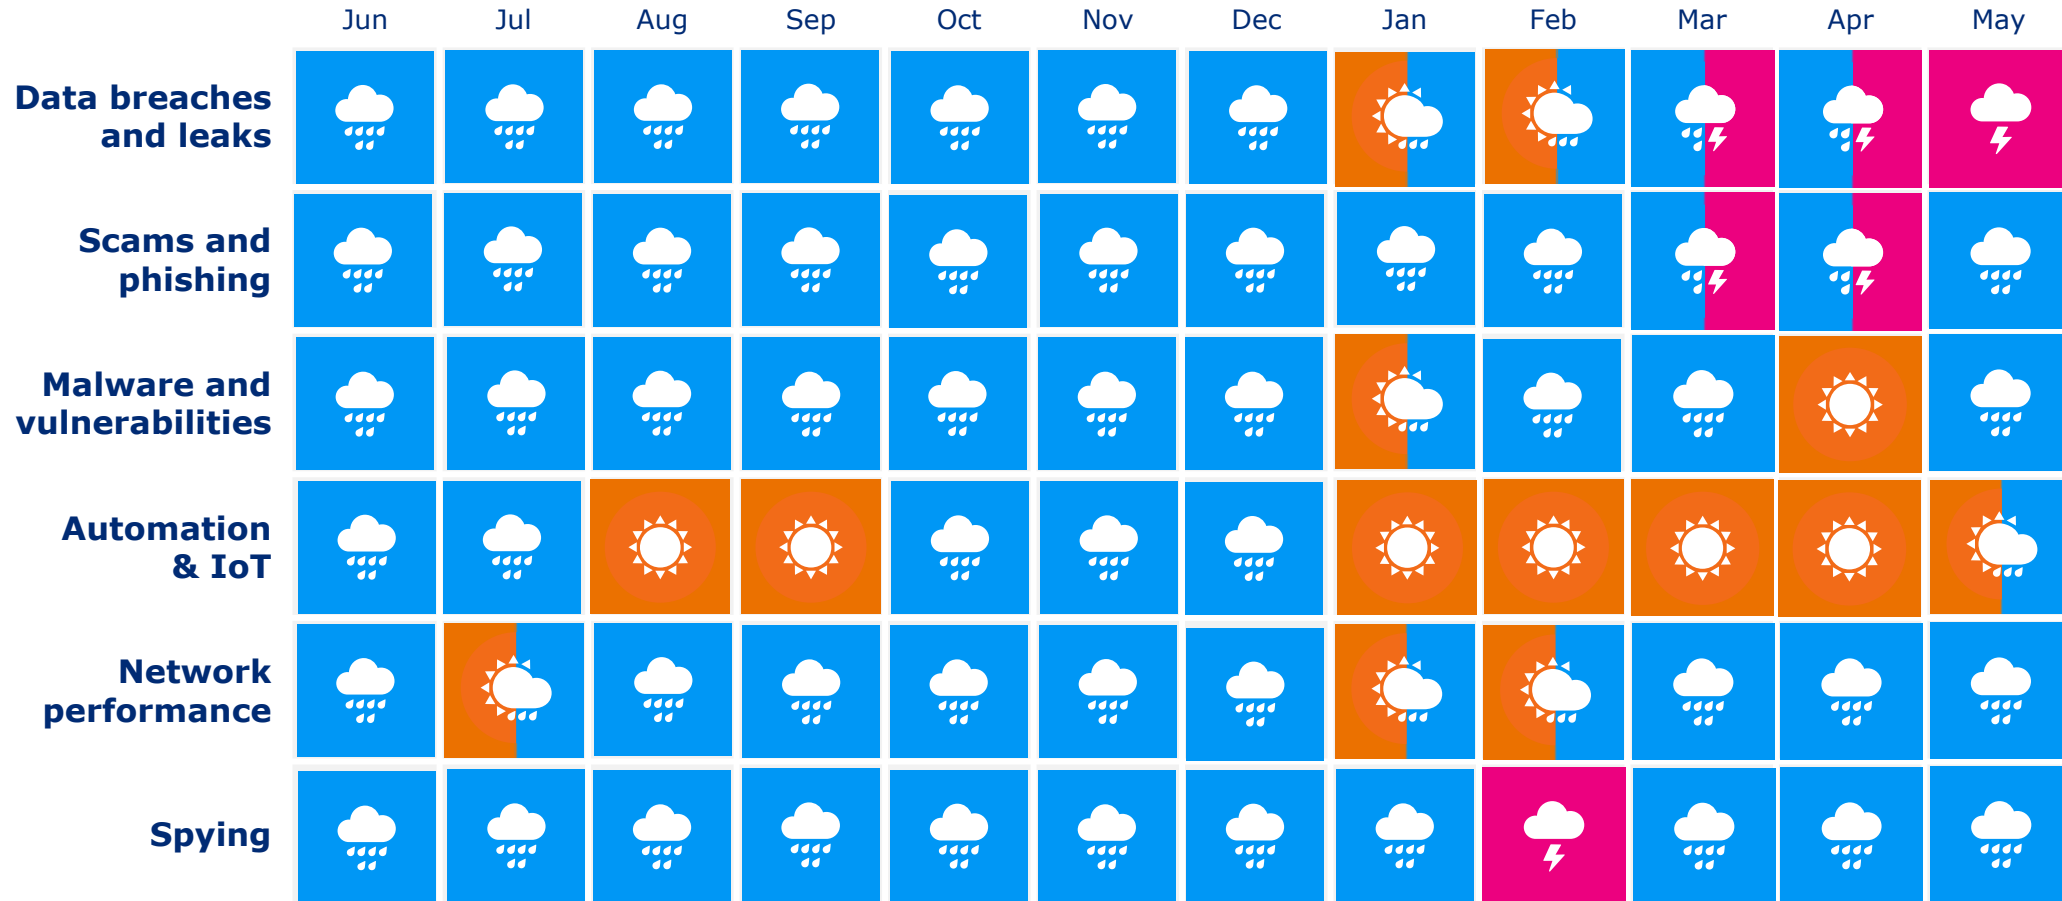 Jun Jul Aug Sep Oct Nov Dec Jan Feb Mar Apr May
Data breaches
and leaks
Scams and
phishing
Malware and
vulnerabilities
Automation
& IoT
Network
performance
Spying